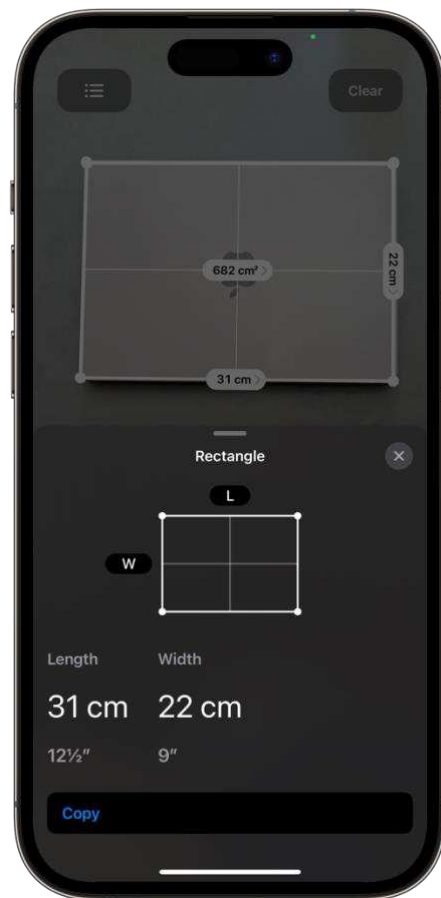 Clear
682 cm²
22 cm
31 cm
Rectangle
L
W
Length Width
31 cm 22 cm
12½" 9"
Copy